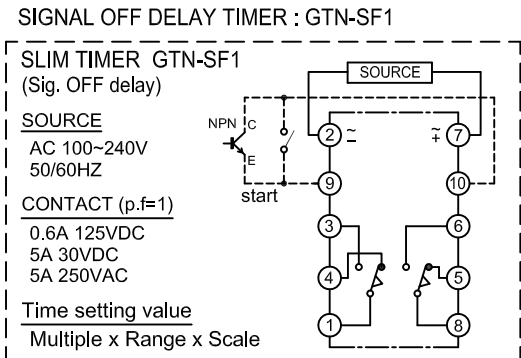 SIGNAL OFF DELAY TIMER : GTN-SF1
SLIM TIMER GTN-SF1
(Sig. OFF delay)
SOURCE
AC 100~240V
50/60HZ
CONTACT (p.f=1)
0.6A 125VDC
5A 30VDC
5A 250VAC
Time setting value
Multiple x Range x Scale
SOURCE
NPN C
E
start
2 ~ −
~ + 7
9
10
3
6
4
5
1
8